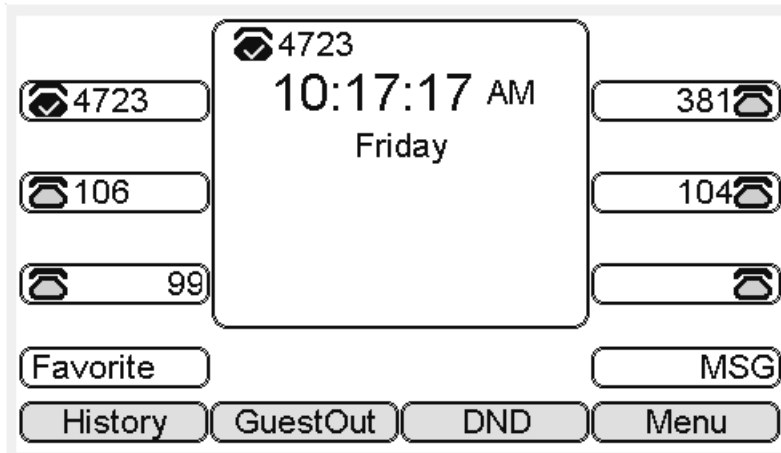 4723
10:17:17 AM
Friday
4723
381
106
104
99
Favorite
MSG
History GuestOut DND Menu